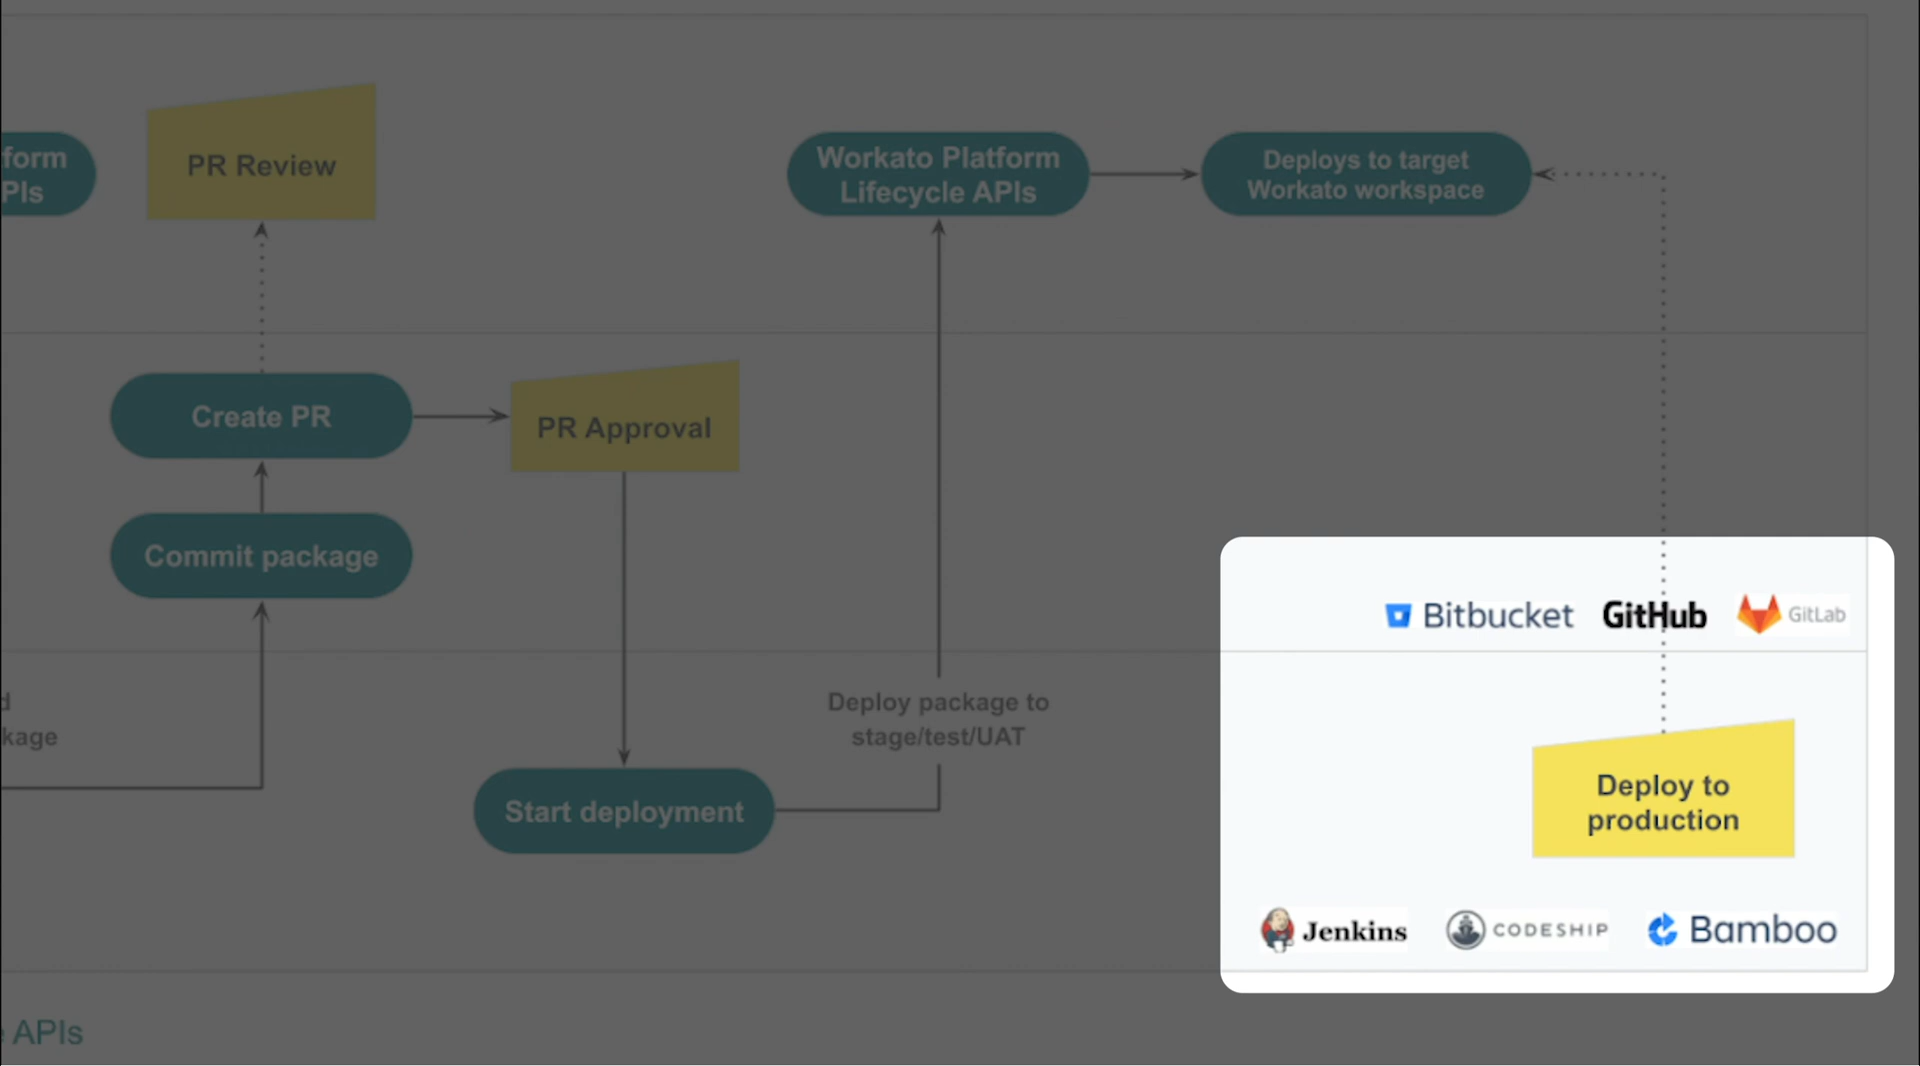 form
PIs
PR Review
Workato Platform
Lifecycle APIs
Deploys to target
Workato workspace
Create PR
PR Approval
Commit package
Bitbucket
GitHub
GitLab
d
kage
Deploy package to
stage/test/UAT
Start deployment
Deploy to
production
Jenkins
CODESHIP
Bamboo
APIs